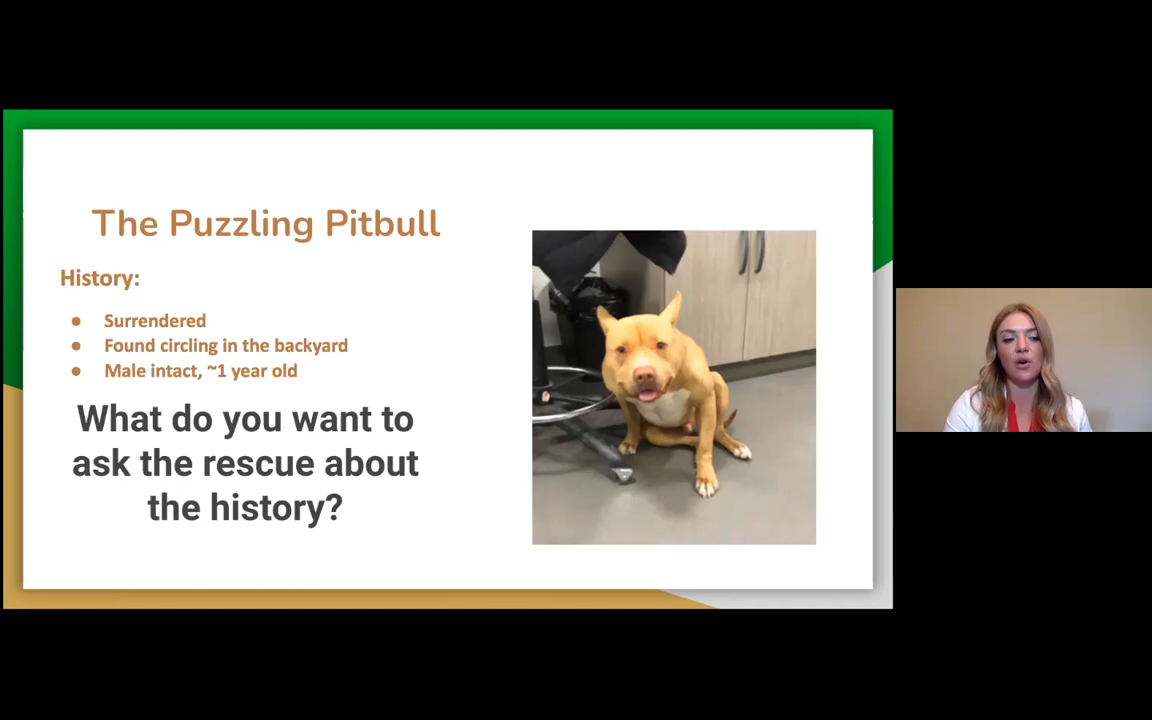 The Puzzling Pitbull
History:
● Surrendered
● Found circling in the backyard
● Male intact, ~1 year old
What do you want to
ask the rescue about
the history?